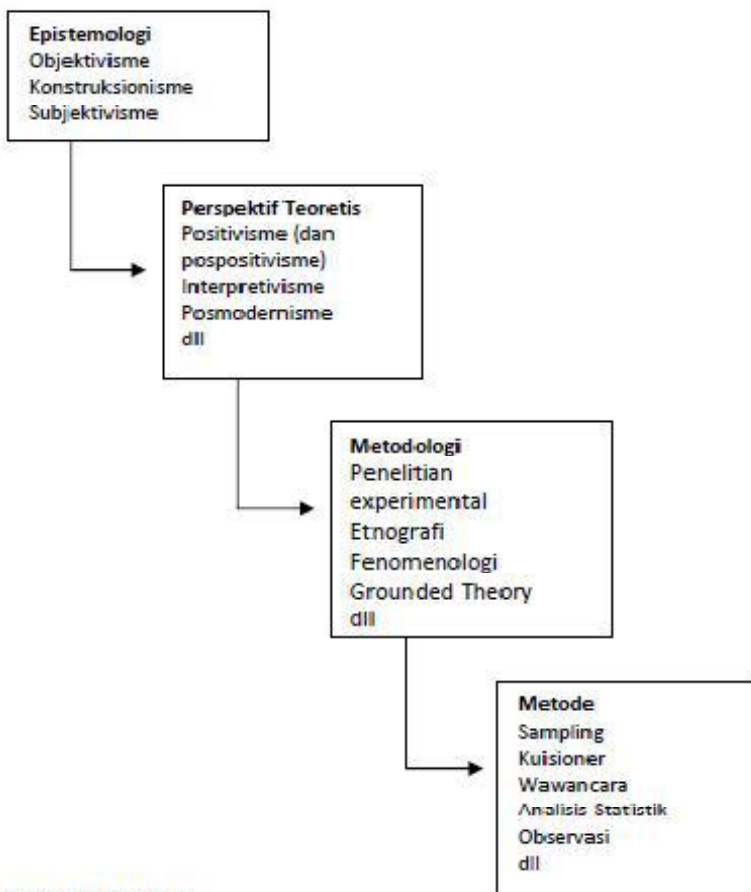 Epistemologi
Objektivisme
Konstruksionisme
Subjektivisme
Perspektif Teoretis
Positivisme (dan
pospositivisme)
Interpretivisme
Posmodernisme
dll
Metodologi
Penelitian
experimental
Etnografi
Fenomenologi
Grounded Theory
dll
Metode
Sampling
Kuisioner
Wawancara
Analisis Statistik
Observasi
dll